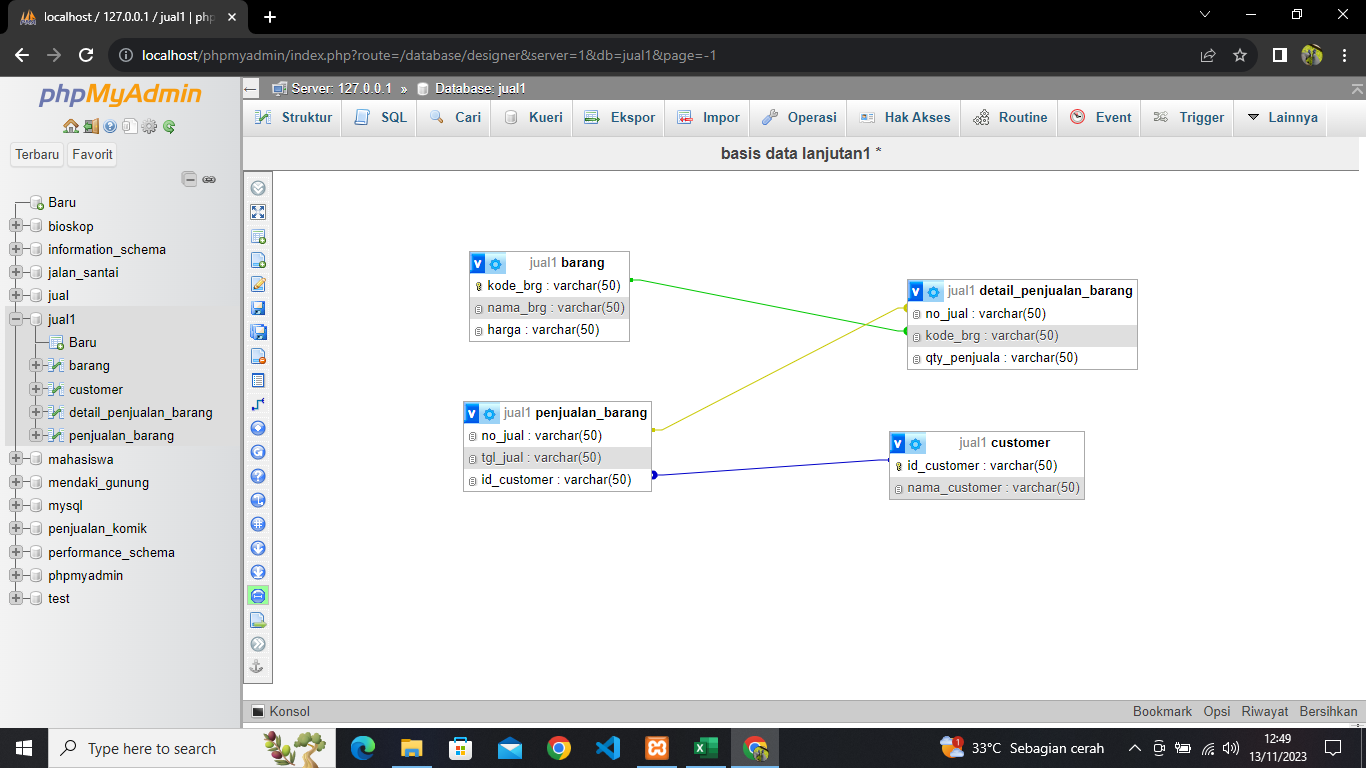 localhost / 127.0.0.1 / jual1 | php
localhost/phpmyadmin/index.php?route=/database/designer&server=1&db=jual1&page=-1
phpMyAdmin
Terbaru Favorit
Baru
bioskop
information_schema
jalan_santai
jual
jual1
Baru
barang
customer
detail_penjualan_barang
penjualan_barang
mahasiswa
mendaki_gunung
mysql
penjualan_komik
performance_schema
phpmyadmin
test
Server: 127.0.0.1 » Database: jual1
Struktur SQL Cari Kueri Ekspor Impor Operasi Hak Akses Routine Event Trigger Lainnya
basis data lanjutan1 *
v jual1 barang
kode_brg : varchar(50)
nama_brg : varchar(50)
harga : varchar(50)
v jual1 detail_penjualan_barang
no_jual : varchar(50)
kode_brg : varchar(50)
qty_penjuala : varchar(50)
v jual1 penjualan_barang
no_jual : varchar(50)
tgl_jual : varchar(50)
id_customer : varchar(50)
v jual1 customer
id_customer : varchar(50)
nama_customer : varchar(50)
Konsol
Bookmark Opsi Riwayat Bersihkan
Type here to search
33°C Sebagian cerah
12:49
13/11/2023